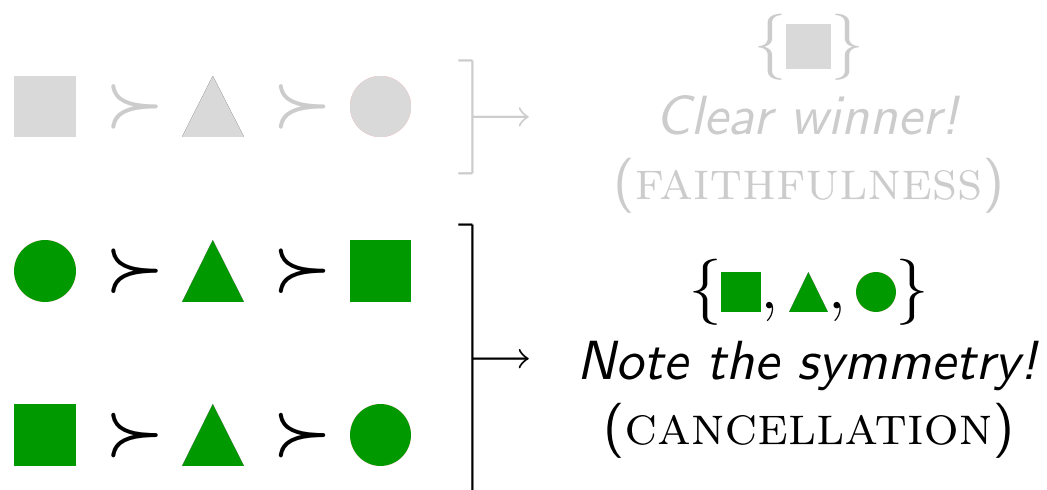 Clear winner!
(FAITHFULNESS)
Note the symmetry!
(CANCELLATION)